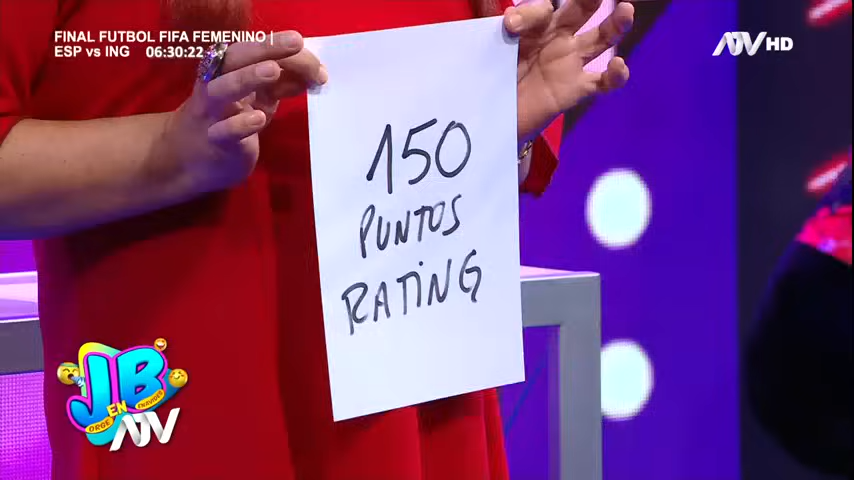 FINAL FUTBOL FIFA FEMENINO |
ESP vs ING 06:30:22
ATV HD
150
PUNTOS
RATING
JB
EN
ATV